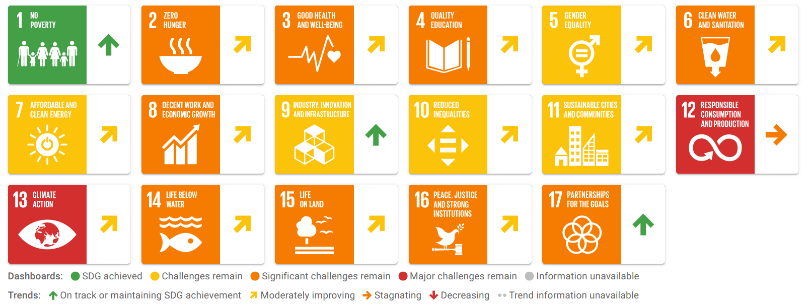 1 NO
POVERTY
2 ZERO
HUNGER
3 GOOD HEALTH
AND WELL-BEING
4 QUALITY
EDUCATION
5 GENDER
EQUALITY
6 CLEAN WATER
AND SANITATION
7 AFFORDABLE AND
CLEAN ENERGY
8 DECENT WORK AND
ECONOMIC GROWTH
9 INDUSTRY, INNOVATION
AND INFRASTRUCTURE
10 REDUCED
INEQUALITIES
11 SUSTAINABLE CITIES
AND COMMUNITIES
12 RESPONSIBLE
CONSUMPTION
AND PRODUCTION
13 CLIMATE
ACTION
14 LIFE BELOW
WATER
15 LIFE
ON LAND
16 PEACE, JUSTICE
AND STRONG
INSTITUTIONS
17 PARTNERSHIPS
FOR THE GOALS
Dashboards: SDG achieved Challenges remain Significant challenges remain Major challenges remain Information unavailable
Trends: On track or maintaining SDG achievement Moderately improving Stagnating Decreasing Trend information unavailable